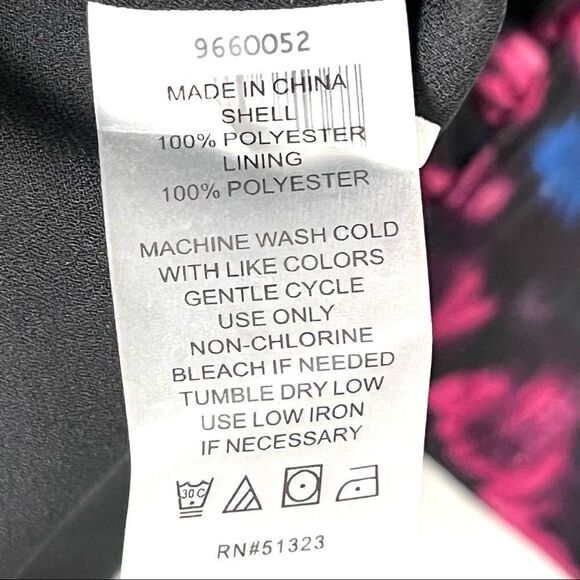 9660052
MADE IN CHINA
SHELL
100% POLYESTER
LINING
100% POLYESTER
MACHINE WASH COLD
WITH LIKE COLORS
GENTLE CYCLE
USE ONLY
NON-CHLORINE
BLEACH IF NEEDED
TUMBLE DRY LOW
USE LOW IRON
IF NECESSARY
30C
RN#51323